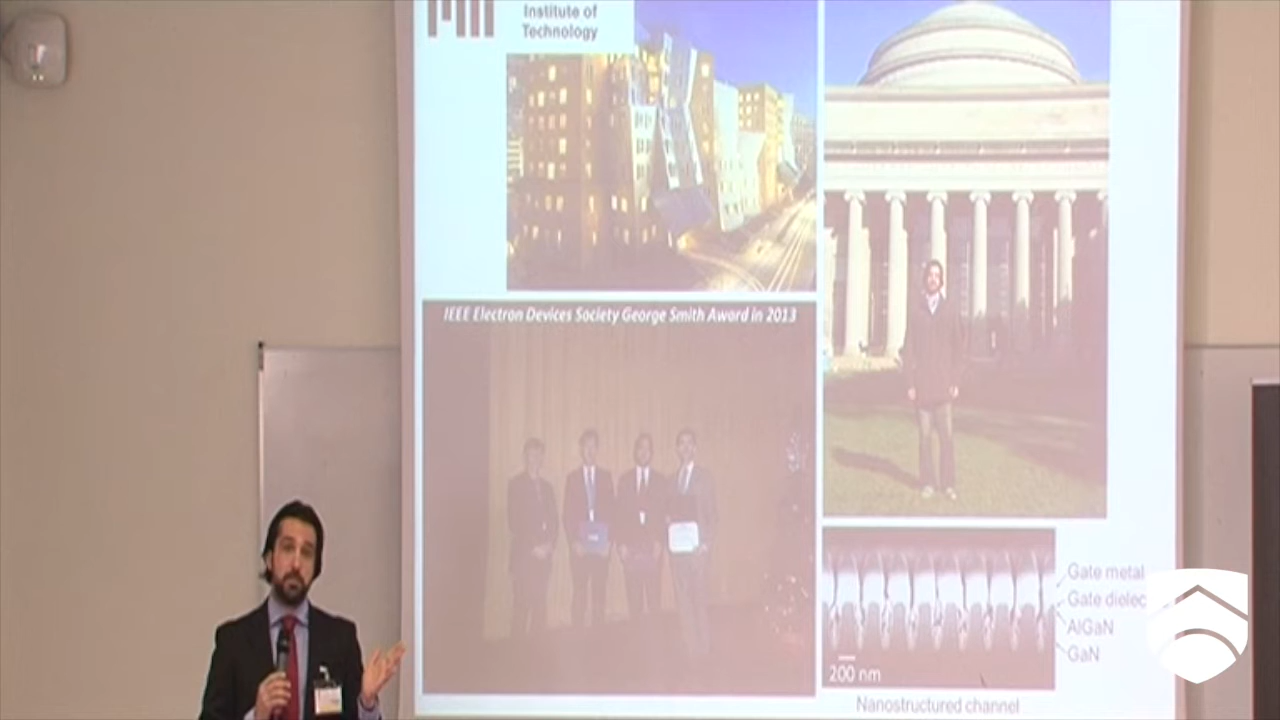 Institute of
Technology
IEEE Electron Devices Society George Smith Award in 2013
Gate metal
Gate dielec
AlGaN
GaN
200 nm
Nanostructured channel